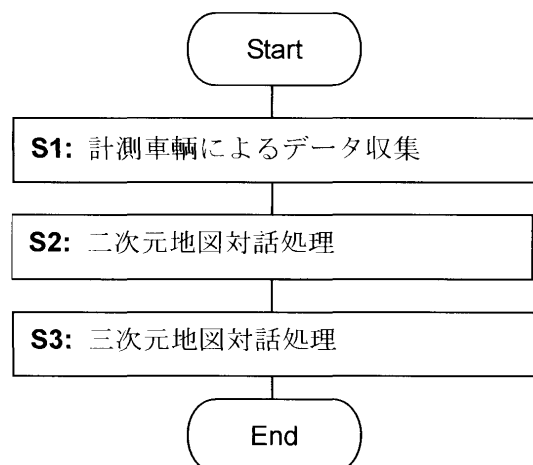 Start
S1: 計測車輌によるデータ収集
S2: 二次元地図対話処理
S3: 三次元地図対話処理
End